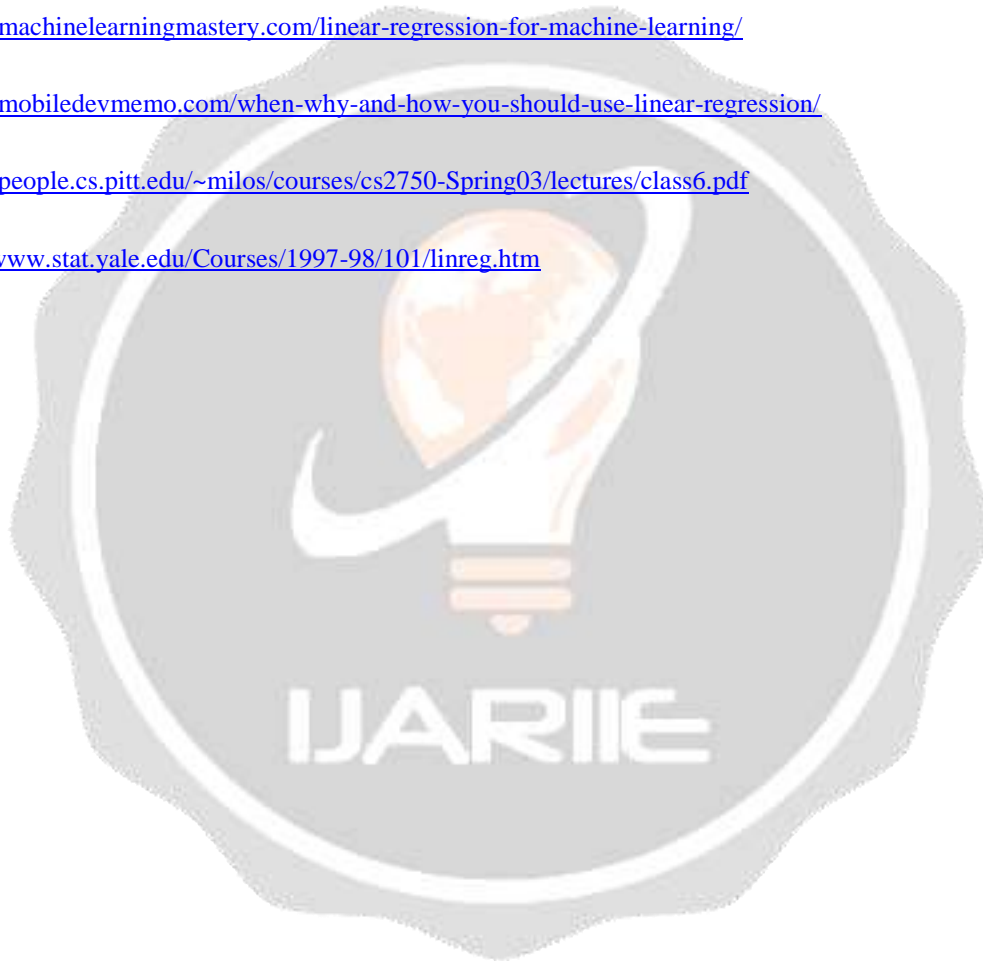 machinelearningmastery.com/linear-regression-for-machine-learning/
mobiledevmemo.com/when-why-and-how-you-should-use-linear-regression/
people.cs.pitt.edu/~milos/courses/cs2750-Spring03/lectures/class6.pdf
www.stat.yale.edu/Courses/1997-98/101/linreg.htm
IJARIIE